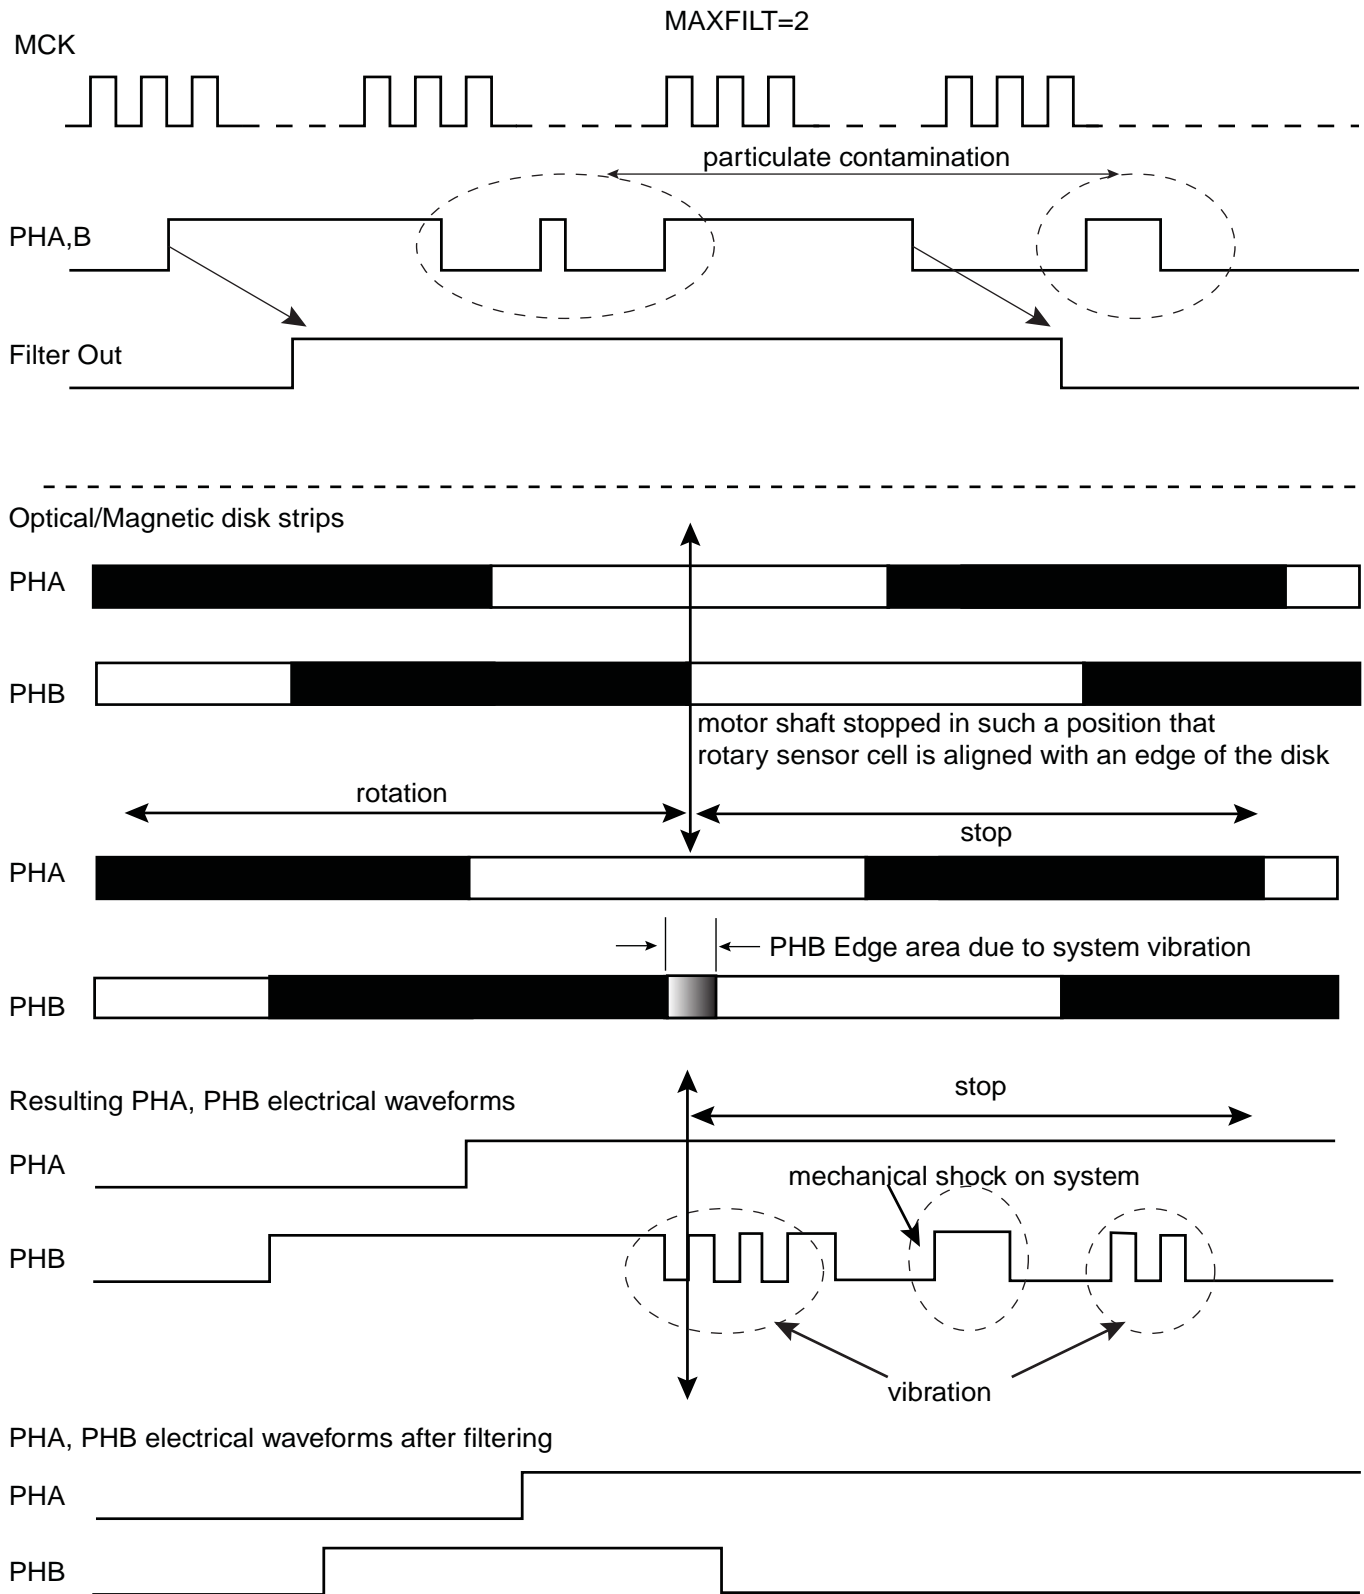 MAXFILT=2
MCK
particulate contamination
PHA,B
Filter Out
Optical/Magnetic disk strips
PHA
PHB
motor shaft stopped in such a position that
rotary sensor cell is aligned with an edge of the disk
rotation
stop
PHA
PHB Edge area due to system vibration
PHB
stop
Resulting PHA, PHB electrical waveforms
PHA
mechanical shock on system
PHB
vibration
PHA, PHB electrical waveforms after filtering
PHA
PHB